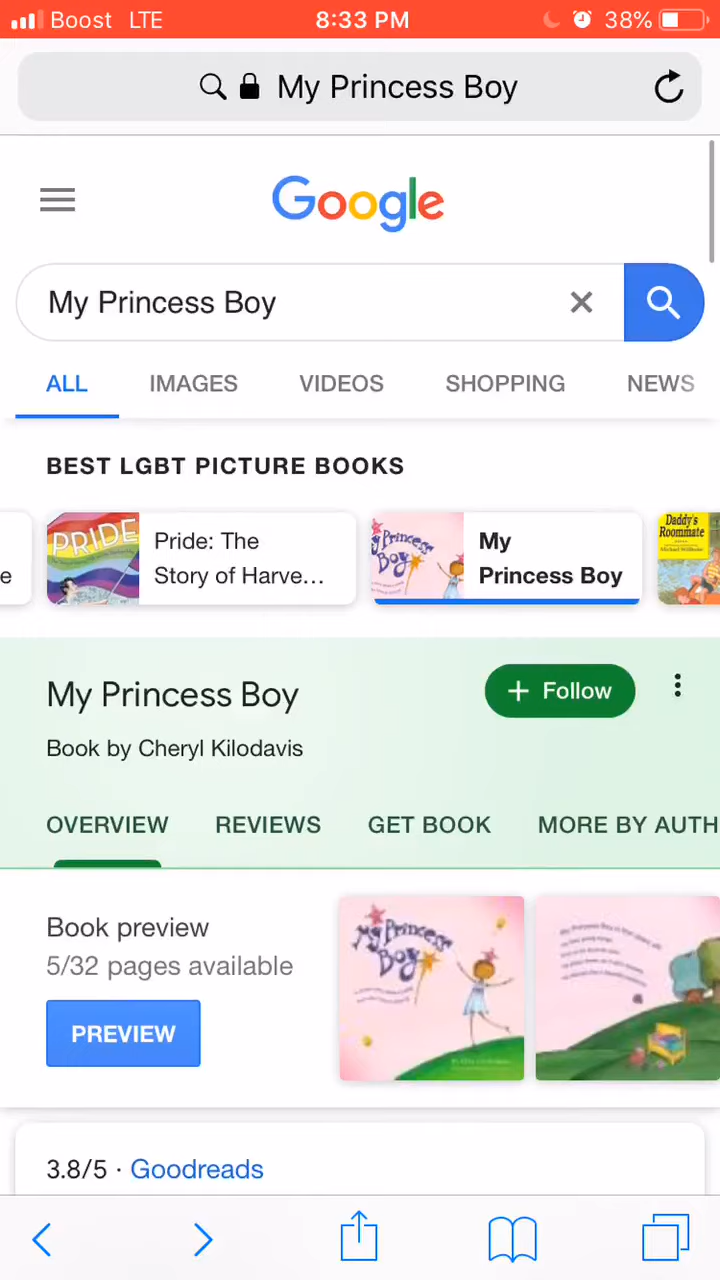 Boost LTE 8:33 PM 38%
My Princess Boy
Google
My Princess Boy
ALL IMAGES VIDEOS SHOPPING NEWS
BEST LGBT PICTURE BOOKS
e
PRIDE
Pride: The
Story of Harve...
My Princess
Boy
My
Princess Boy
Daddy's
Roommate
My Princess Boy
+ Follow
Book by Cheryl Kilodavis
OVERVIEW REVIEWS GET BOOK MORE BY AUTH
Book preview
5/32 pages available
PREVIEW
My Princess
Boy
3.8/5 · Goodreads